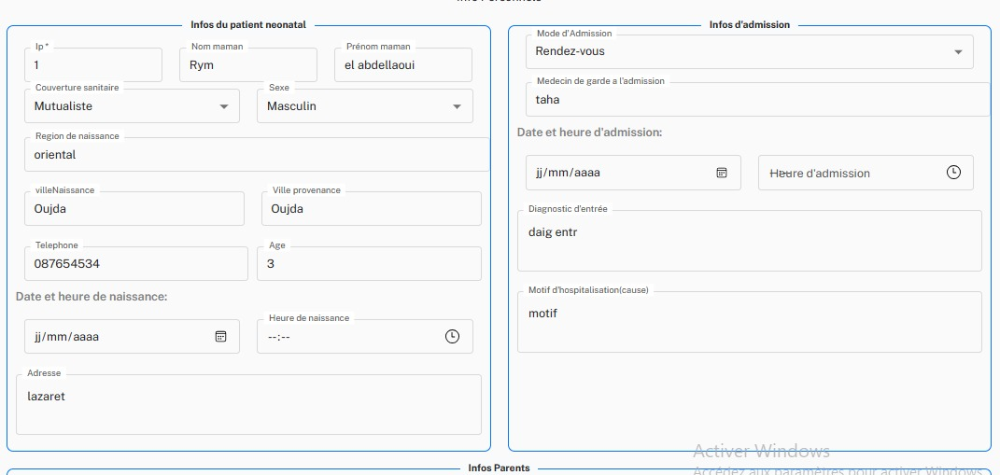 Infos Personnels
Infos du patient neonatal
Ip *
Nom maman
Prénom maman
1
Rym
el abdellaoui
Couverture sanitaire
Sexe
Mutualiste
Masculin
Region de naissance
oriental
villeNaissance
Ville provenance
Oujda
Oujda
Telephone
Age
087654534
3
Date et heure de naissance:
Heure de naissance
jj/mm/aaaa
--:--
Adresse
lazaret
Infos d'admission
Mode d'Admission
Rendez-vous
Medecin de garde a l'admission
taha
Date et heure d'admission:
jj/mm/aaaa
--:--
Heure d'admission
Diagnostic d'entrée
daig entr
Motif d'hospitalisation(cause)
motif
Infos Parents
Activer Windows
Accédez aux paramètres pour activer Windows.